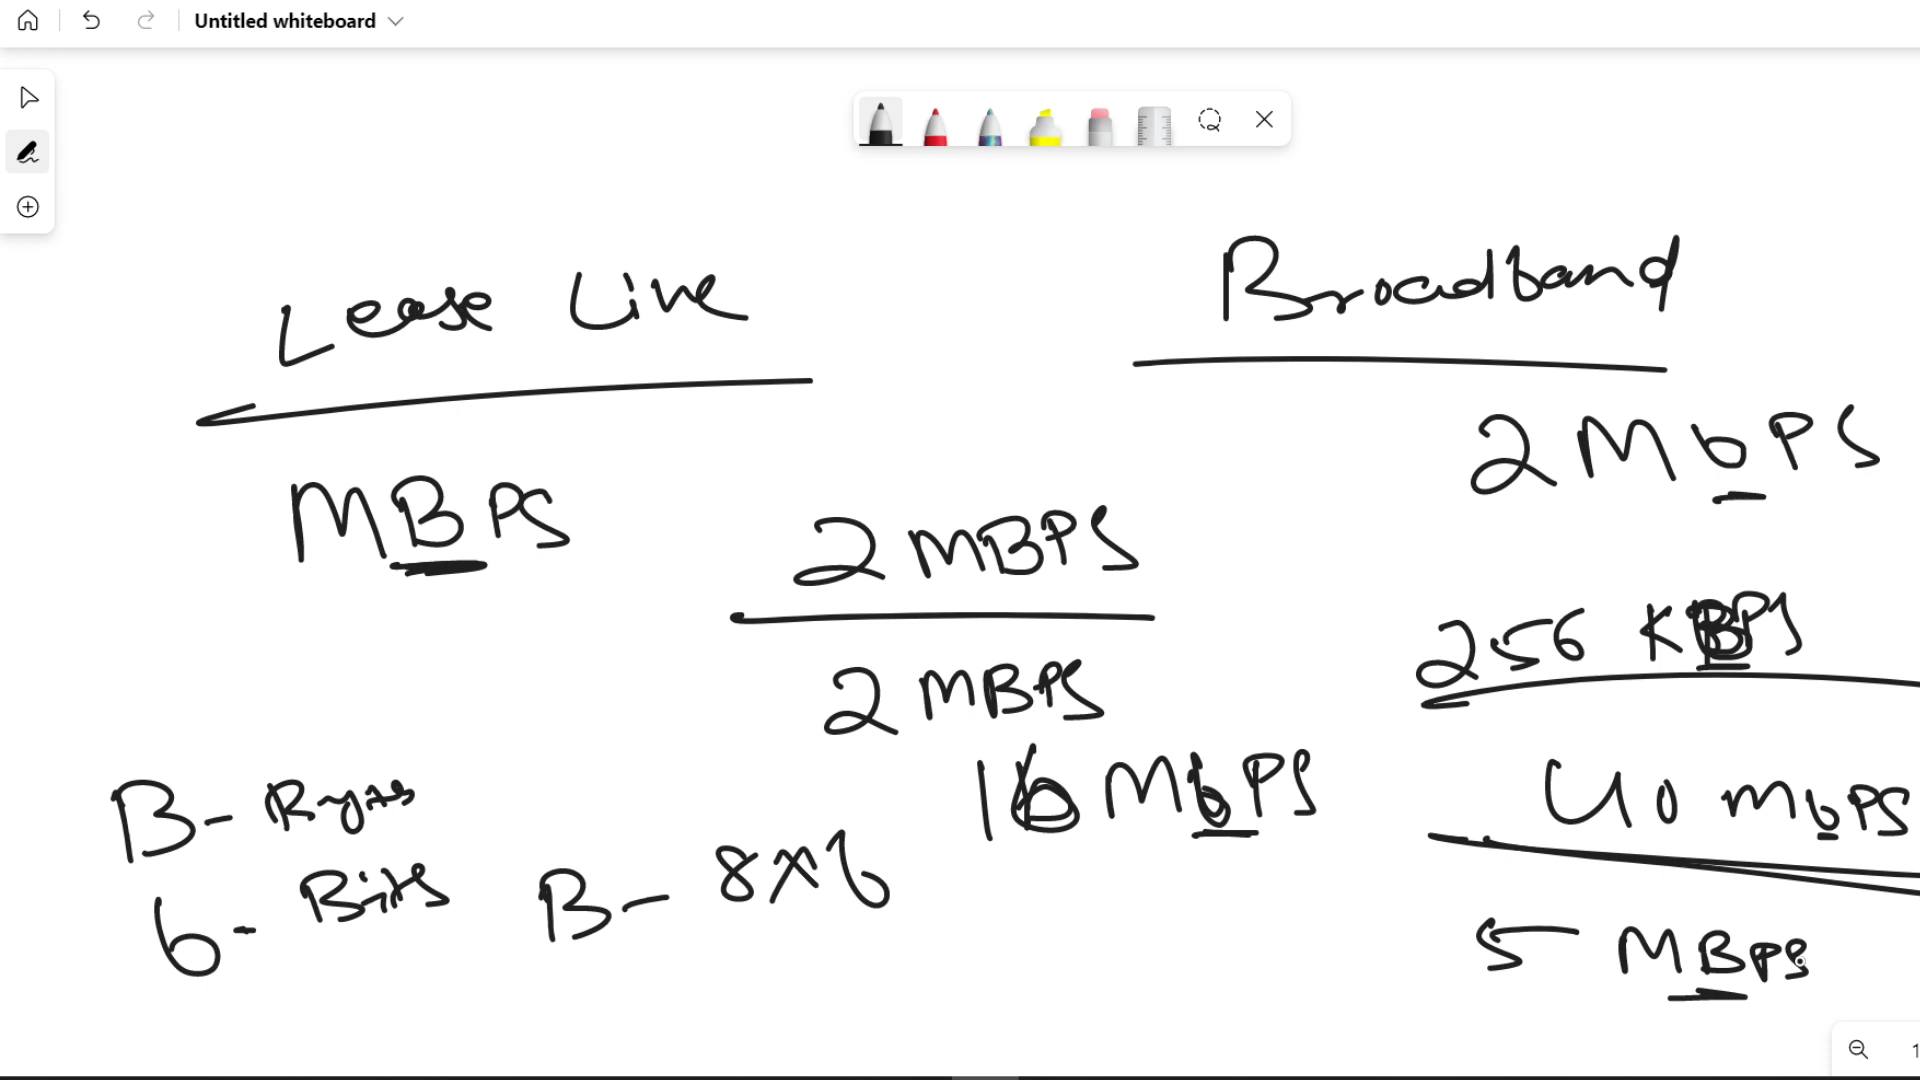 Untitled whiteboard
Lease Line
MBPS
2 MBPS
2 MBPS
16 MbPS
B - Bytes
b - Bits
B - 8 x b
Broadband
2 MbPS
256 KBPS
40 mbPS
5 MBPS
1